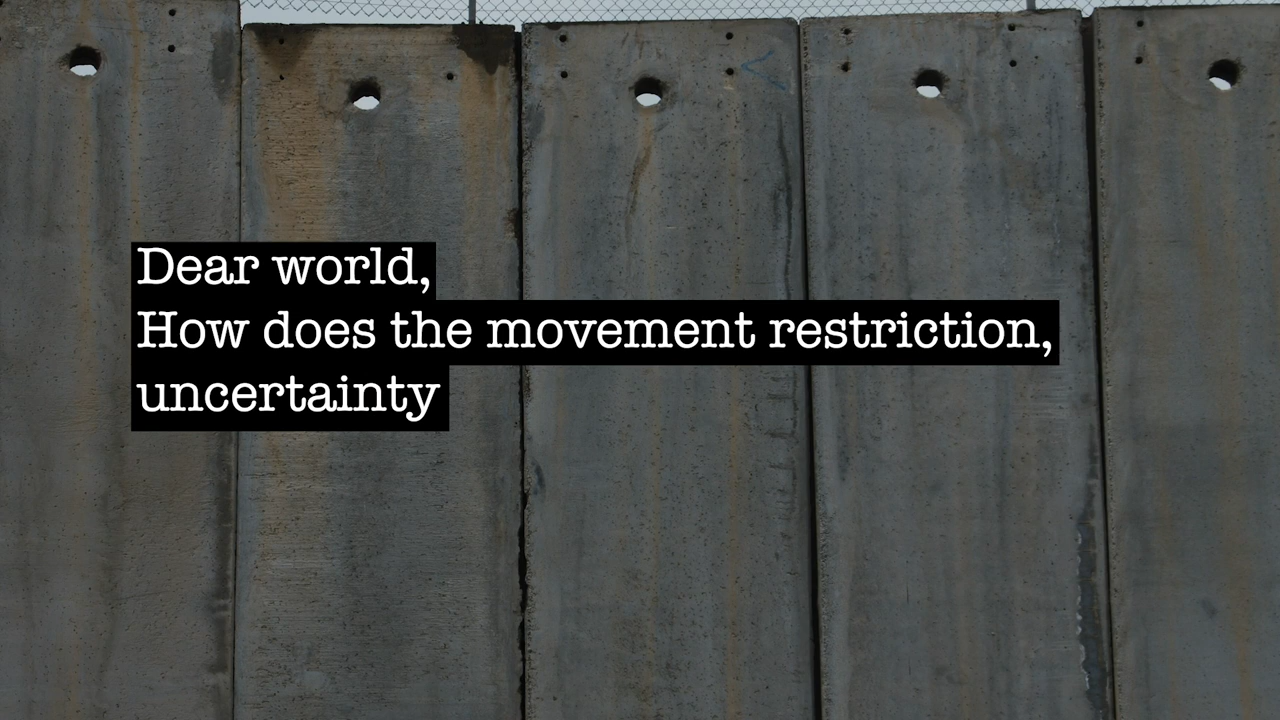 Dear world,
How does the movement restriction,
uncertainty